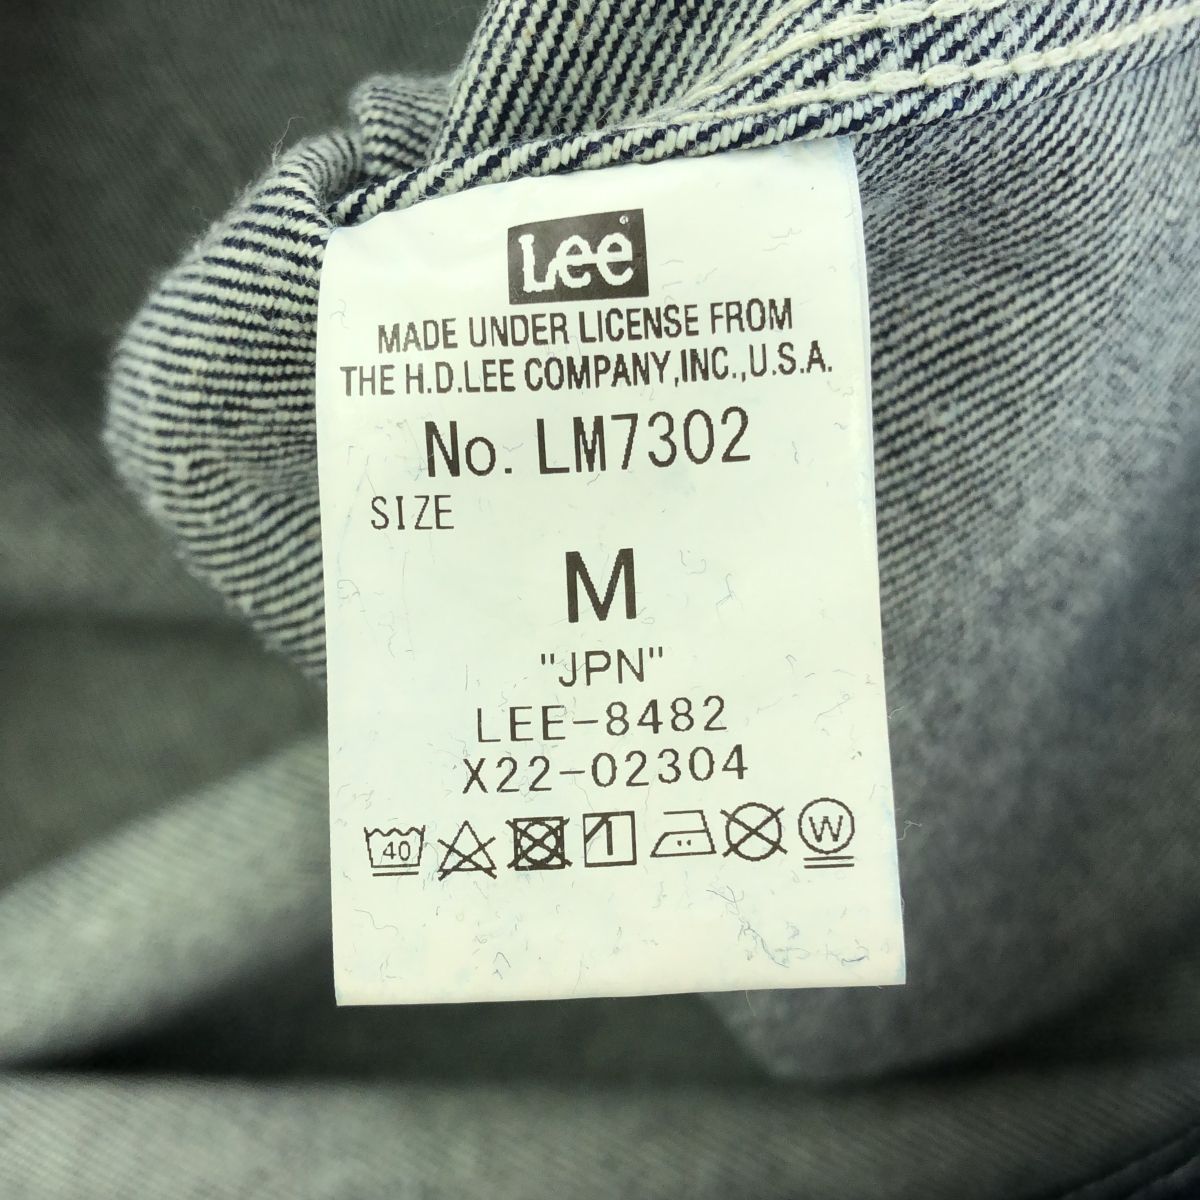 Lee®
MADE UNDER LICENSE FROM
THE H.D.LEE COMPANY,INC.,U.S.A.
No. LM7302
SIZE
M
"JPN"
LEE-8482
X22-02304
40 W